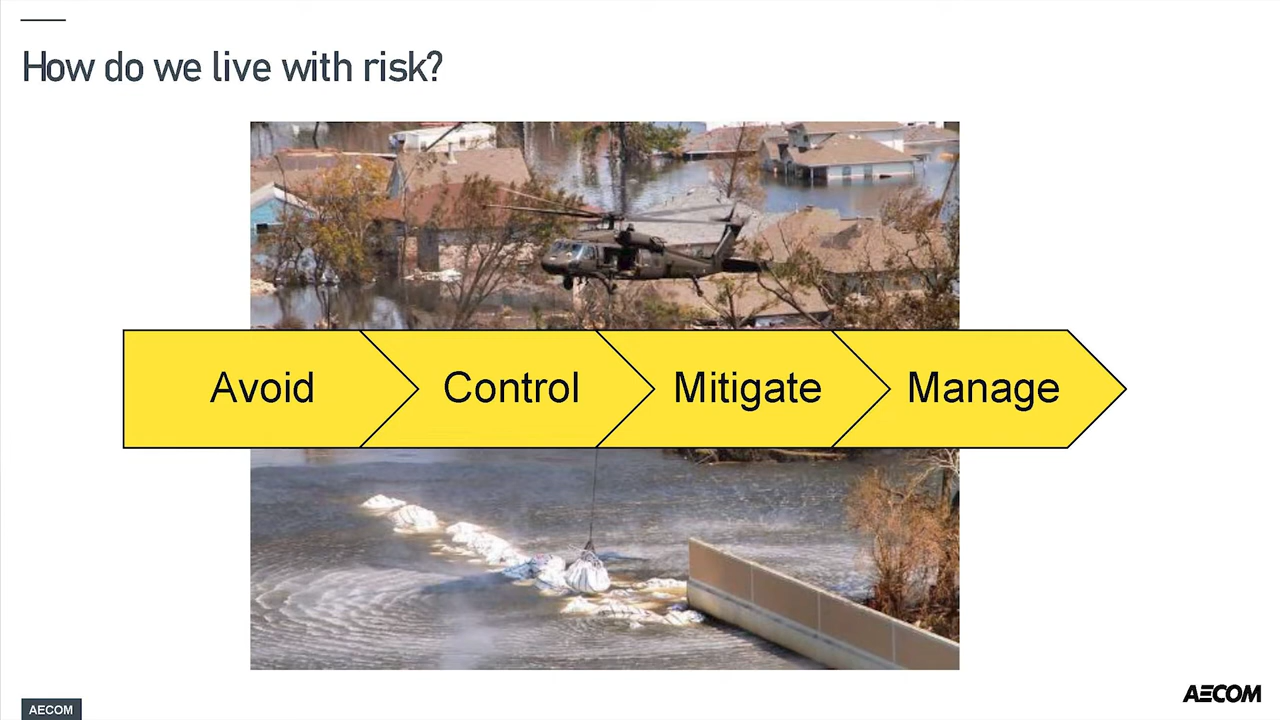 How do we live with risk?
Avoid Control Mitigate Manage
AECOM
AECOM